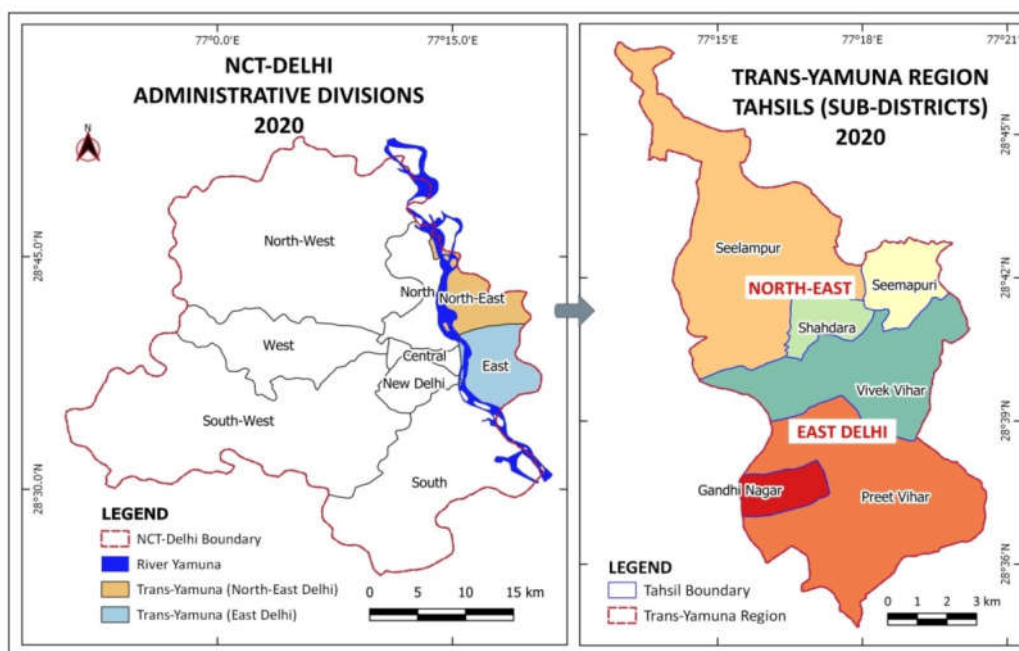 NCT-DELHI
ADMINISTRATIVE DIVISIONS
2020
77°0.0'E
77°15.0'E
28°45.0'N
28°30.0'N
N
North-West
North
North-East
West
Central
East
New Delhi
South-West
South
LEGEND
NCT-Delhi Boundary
River Yamuna
Trans-Yamuna (North-East Delhi)
Trans-Yamuna (East Delhi)
0 5 10 15 km
TRANS-YAMUNA REGION
TAHSILS (SUB-DISTRICTS)
2020
77°15'E
77°18'E
77°21'E
28°45'N
28°42'N
28°39'N
28°36'N
Seelampur
NORTH-EAST
Seemapuri
Shahdara
Vivek Vihar
EAST DELHI
Gandhi Nagar
Preet Vihar
LEGEND
Tahsil Boundary
Trans-Yamuna Region
0 1 2 3 km